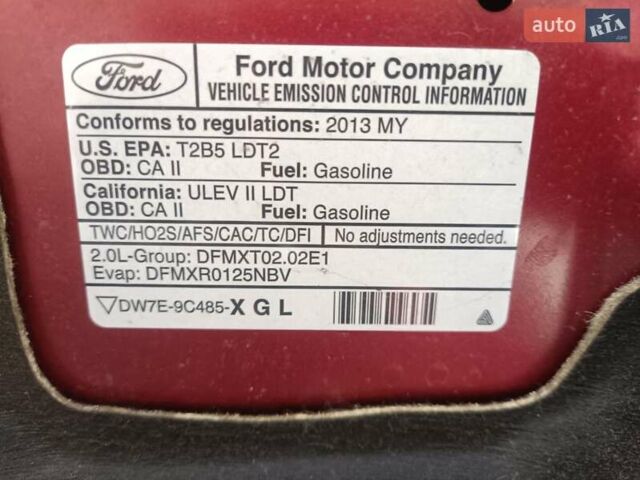 auto RIA.com
Ford
Ford Motor Company
VEHICLE EMISSION CONTROL INFORMATION
Conforms to regulations: 2013 MY
U.S. EPA: T2B5 LDT2
OBD: CA II Fuel: Gasoline
California: ULEV II LDT
OBD: CA II Fuel: Gasoline
TWC/HO2S/AFS/CAC/TC/DFI No adjustments needed.
2.0L-Group: DFMXT02.02E1
Evap: DFMXR0125NBV
DW7E-9C485-X G L